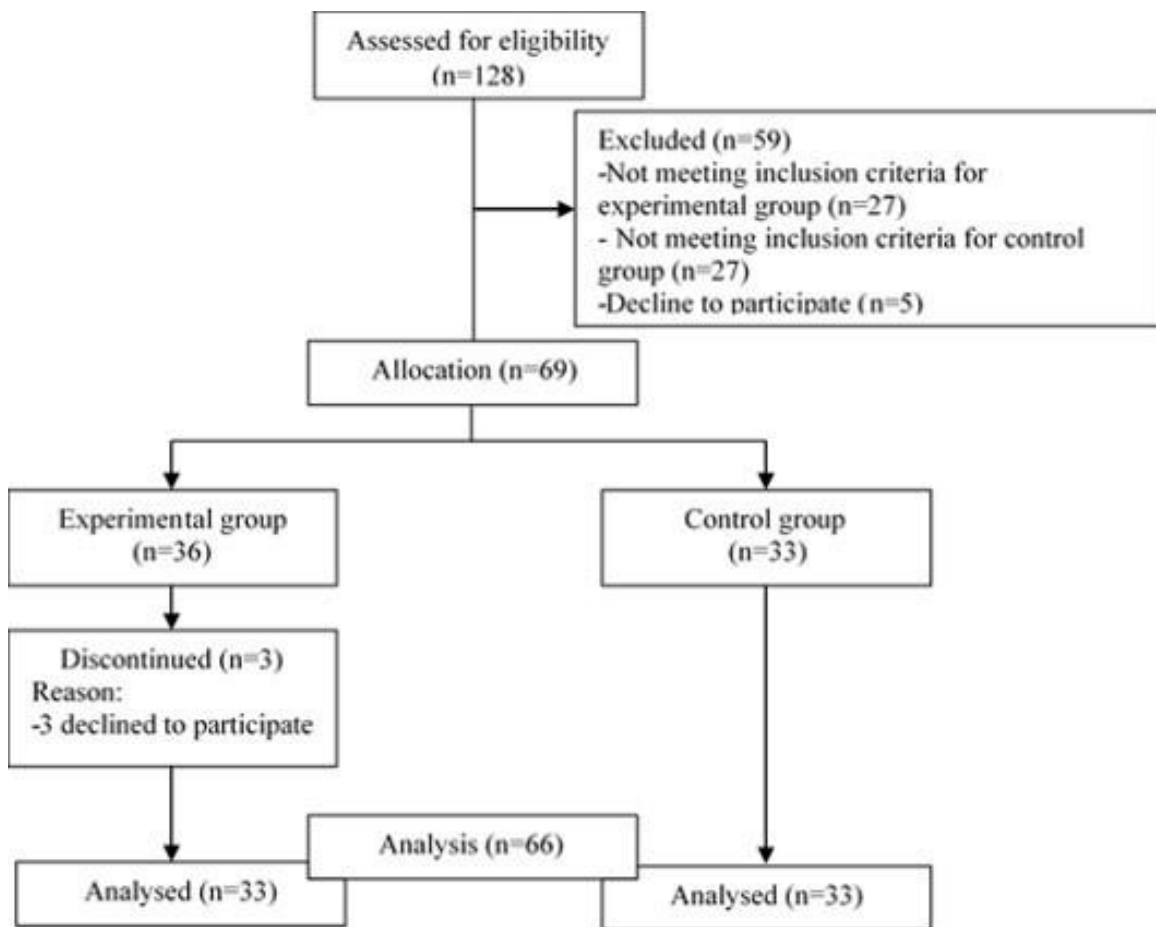 Assessed for eligibility
(n=128)
Excluded (n=59)
-Not meeting inclusion criteria for
experimental group (n=27)
- Not meeting inclusion criteria for control
group (n=27)
-Decline to participate (n=5)
Allocation (n=69)
Experimental group
(n=36)
Control group
(n=33)
Discontinued (n=3)
Reason:
-3 declined to participate
Analysis (n=66)
Analysed (n=33)
Analysed (n=33)